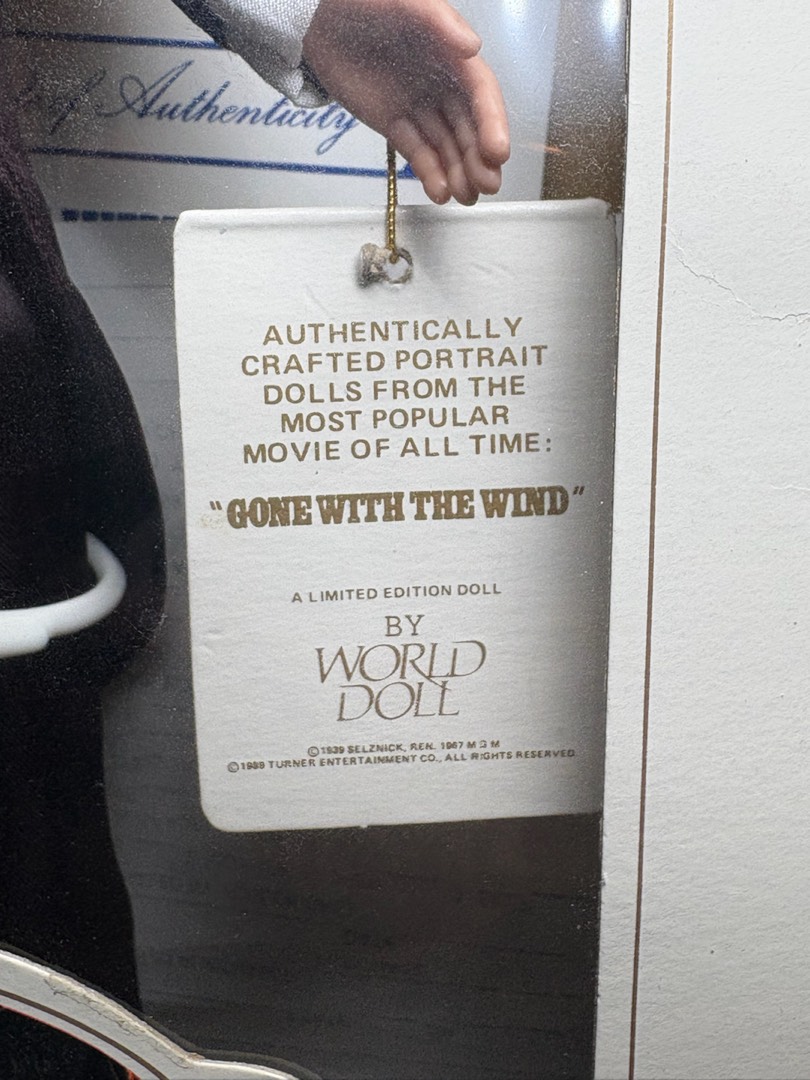 of Authenticity
AUTHENTICALLY
CRAFTED PORTRAIT
DOLLS FROM THE
MOST POPULAR
MOVIE OF ALL TIME:
"GONE WITH THE WIND"
A LIMITED EDITION DOLL
BY
WORLD
DOLL
©1939 SELZNICK, REN. 1967 M G M
©1989 TURNER ENTERTAINMENT CO., ALL RIGHTS RESERVED